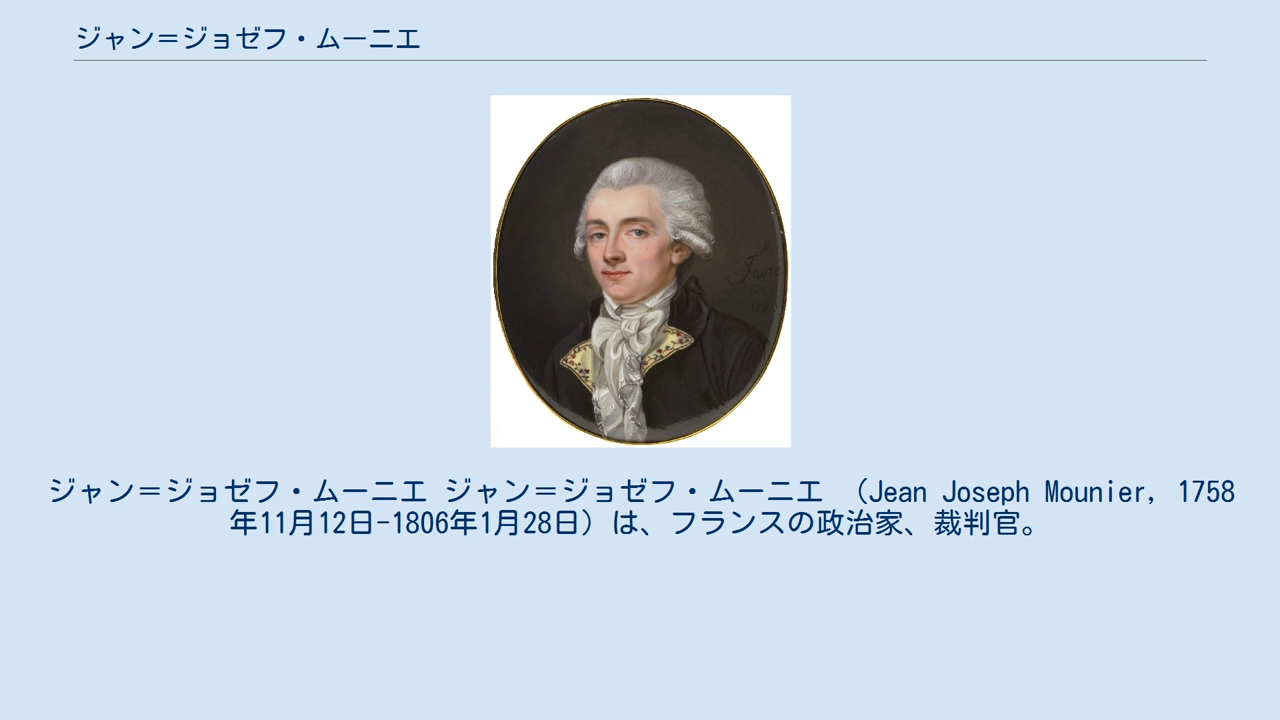 ジャン＝ジョゼフ・ムーニエ
Favre
ジャン＝ジョゼフ・ムーニエ ジャン＝ジョゼフ・ムーニエ （Jean Joseph Mounier, 1758
年11月12日-1806年1月28日）は、フランスの政治家、裁判官。